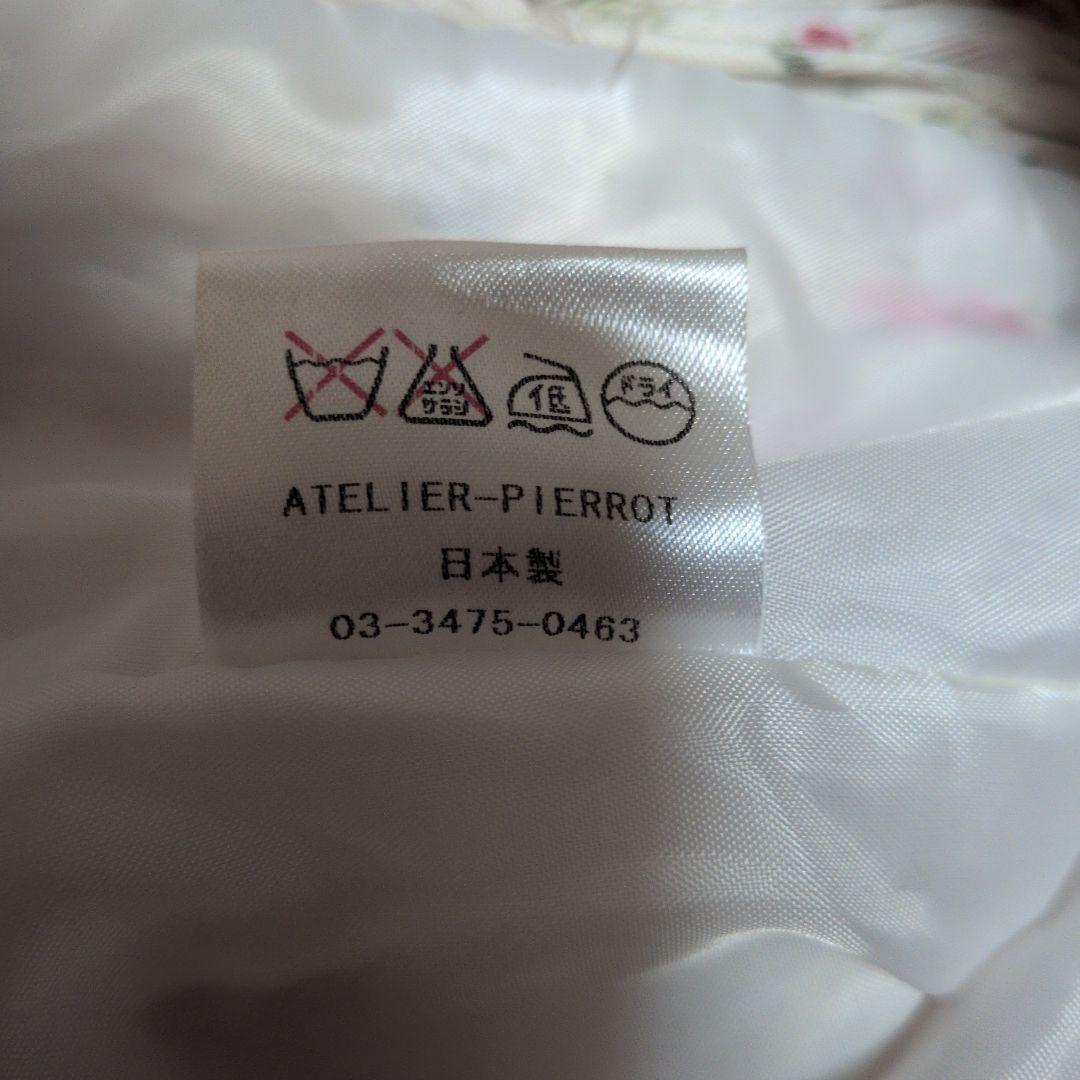 エンソ
サラシ
低
ドライ
ATELIER-PIERROT
日本製
03-3475-0463